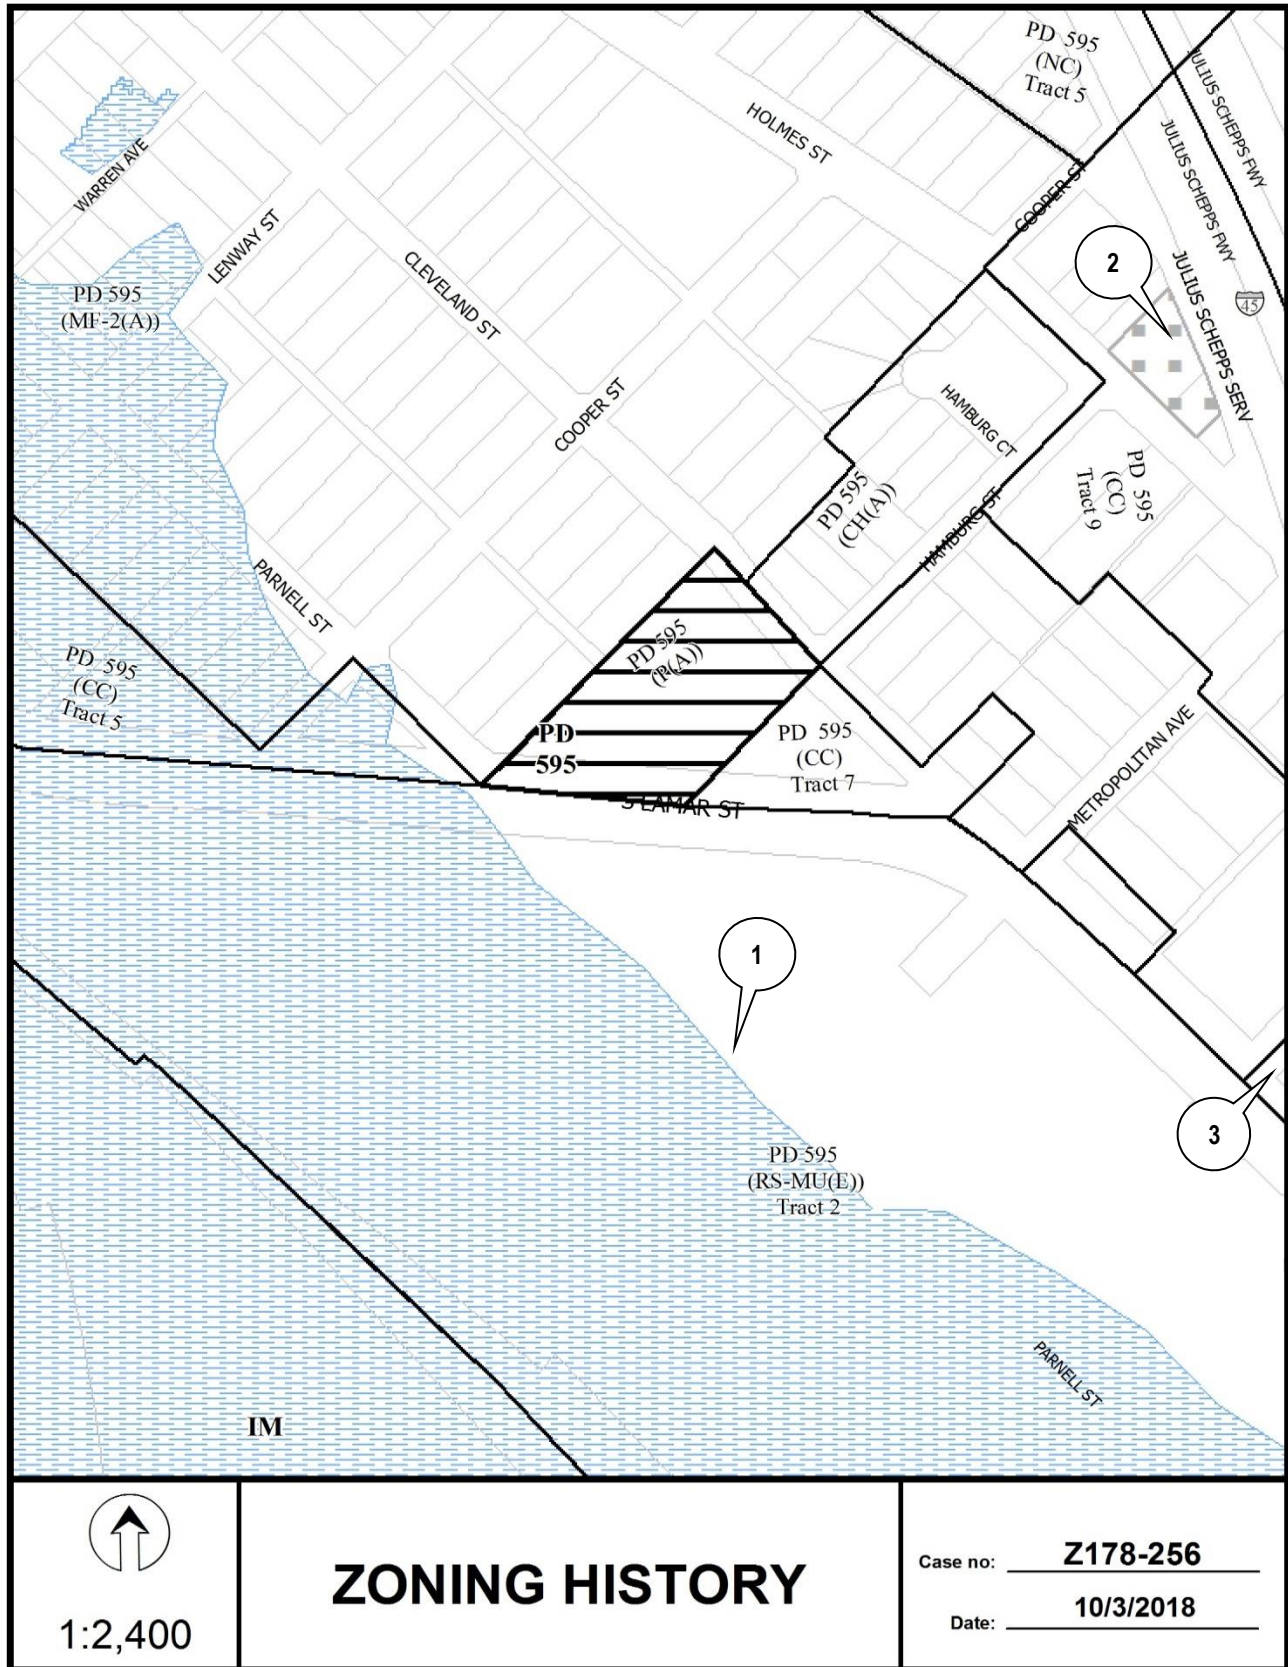 PD 595
(NC)
Tract 5
JULIUS SCHEPPS FWY
JULIUS SCHEPPS FWY
HOLMES ST
WARREN AVE
COOPER ST
LENWAY ST
CLEVELAND ST
2
JULIUS SCHEPPS SERV
45
PD 595
(MF-2(A))
COOPER ST
HAMBURG CT
PD 595
(CH(A))
HAMBURG ST
PD 595
(CC)
Tract 9
PARNELL ST
PD 595
(P(A))
PD 595
(CC)
Tract 5
PD
595
PD 595
(CC)
Tract 7
METROPOLITAN AVE
S LAMAR ST
1
3
PD 595
(RS-MU(E))
Tract 2
PARNELL ST
IM
1:2,400
ZONING HISTORY
Case no: Z178-256
Date: 10/3/2018